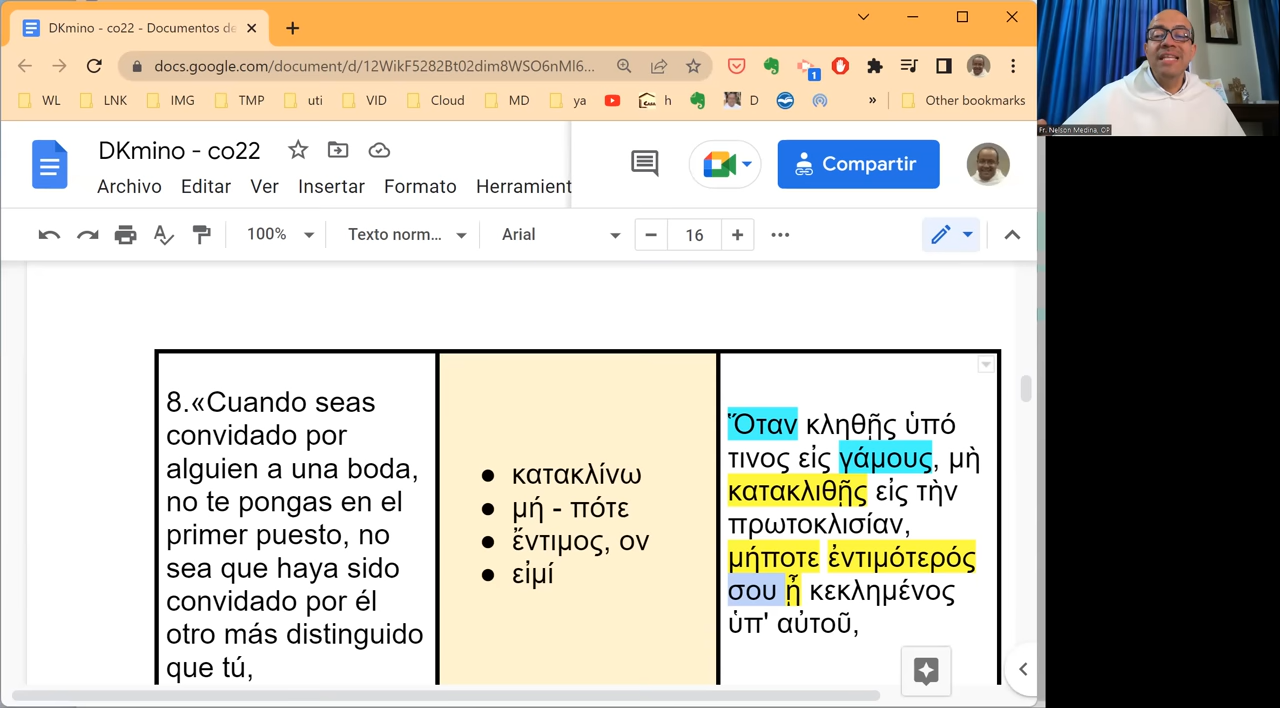 DKmino - co22 - Documentos de
docs.google.com/document/d/12WikF5282Bt02hIm8WSO6nMl6...
WL LNK IMG TMP uti VID Cloud MD ya h D » Other bookmarks
1
Fr. Nelson Medina, OP
DKmino - co22
Compartir
Archivo Editar Ver Insertar Formato Herramient
100% Texto norm... Arial 16
8.«Cuando seas
convidado por
alguien a una boda,
no te pongas en el
primer puesto, no
sea que haya sido
convidado por él
otro más distinguido
que tú,
κατακλίνω
μή - πότε
ἔντιμος, ον
εἰμί
Ὅταν κληθῇς ὑπό
τινος εἰς γάμους, μὴ
κατακλιθῇς εἰς τὴν
πρωτοκλισίαν,
μήποτε ἐντιμότερός
σου ᾖ κεκλημένος
ὑπ' αὐτοῦ,